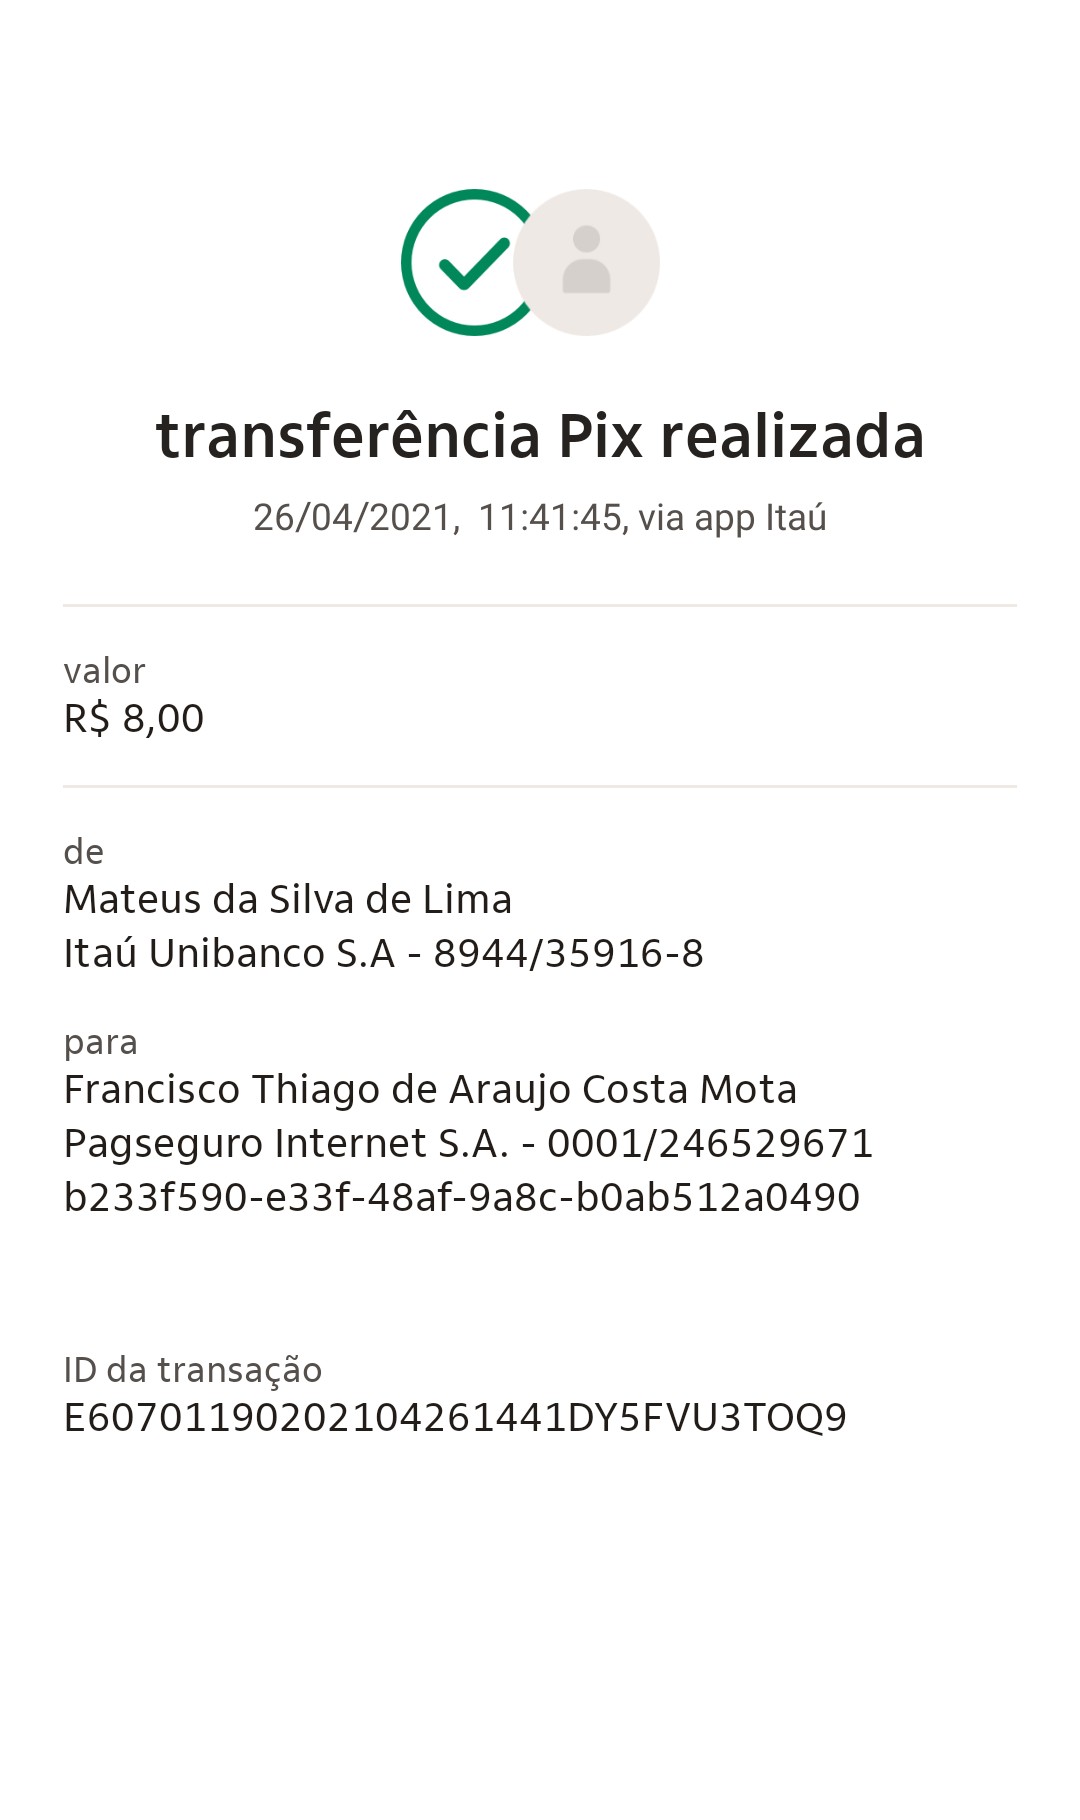 transferência Pix realizada
26/04/2021, 11:41:45, via app Itaú
valor
R$ 8,00
de
Mateus da Silva de Lima
Itaú Unibanco S.A - 8944/35916-8
para
Francisco Thiago de Araujo Costa Mota
Pagseguro Internet S.A. - 0001/246529671
b233f590-e33f-48af-9a8c-b0ab512a0490
ID da transação
E60701190202104261441DY5FVU3TOQ9